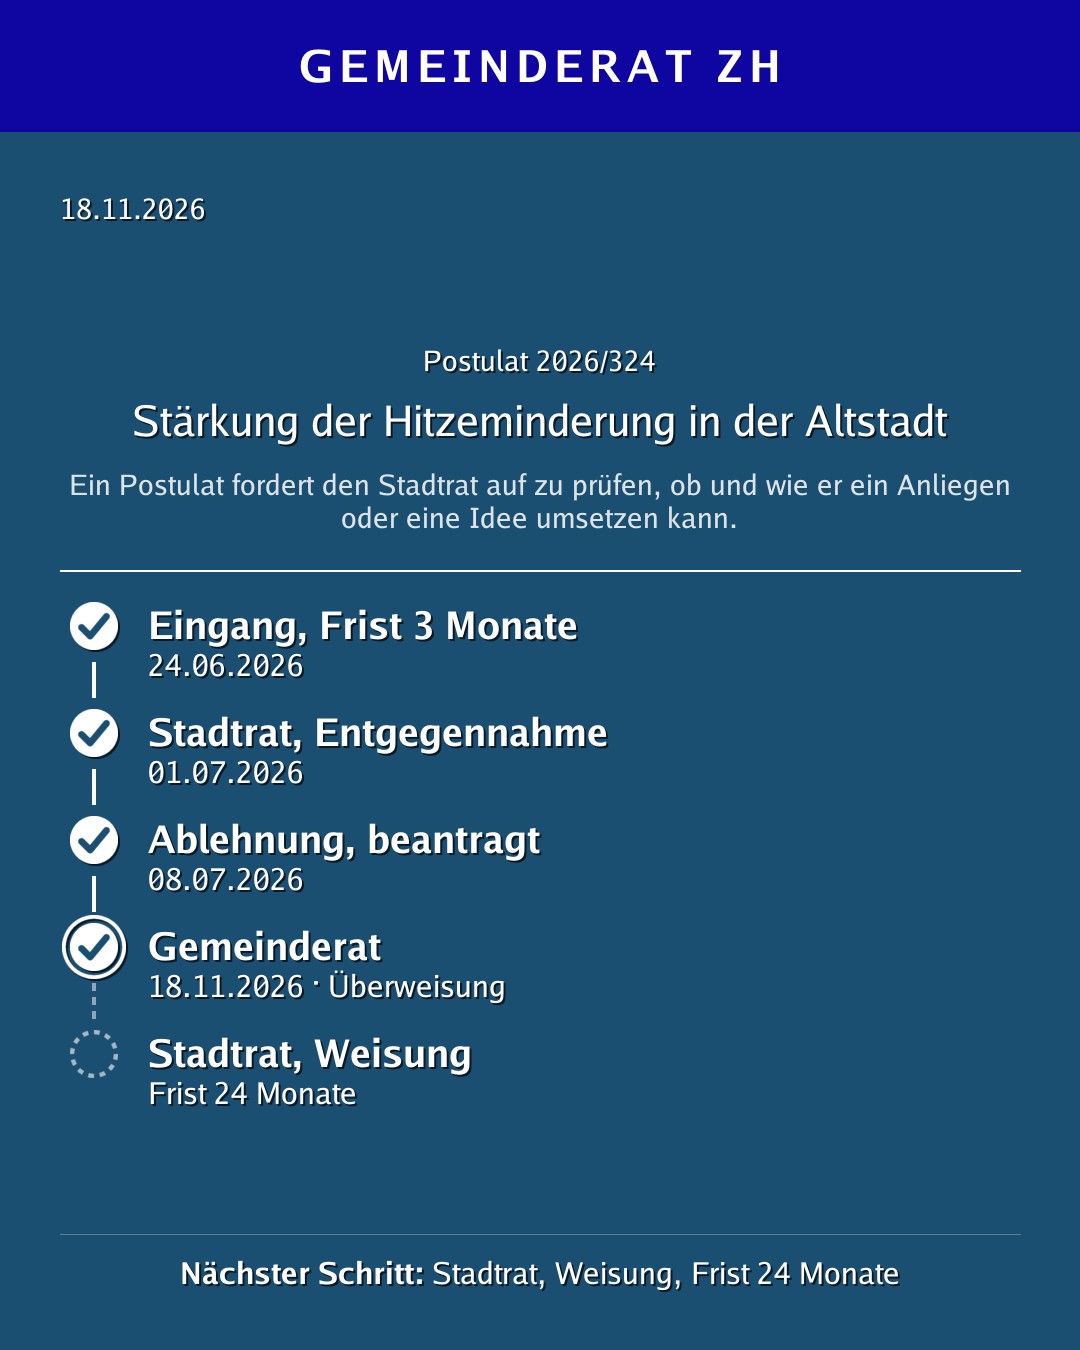 GEMEINDERAT ZH
18.11.2026
Postulat 2026/324
Stärkung der Hitzeminderung in der Altstadt
Ein Postulat fordert den Stadtrat auf zu prüfen, ob und wie er ein Anliegen
oder eine Idee umsetzen kann.
Eingang, Frist 3 Monate
24.06.2026
Stadtrat, Entgegennahme
01.07.2026
Ablehnung, beantragt
08.07.2026
Gemeinderat
18.11.2026 · Überweisung
Stadtrat, Weisung
Frist 24 Monate
Nächster Schritt: Stadtrat, Weisung, Frist 24 Monate